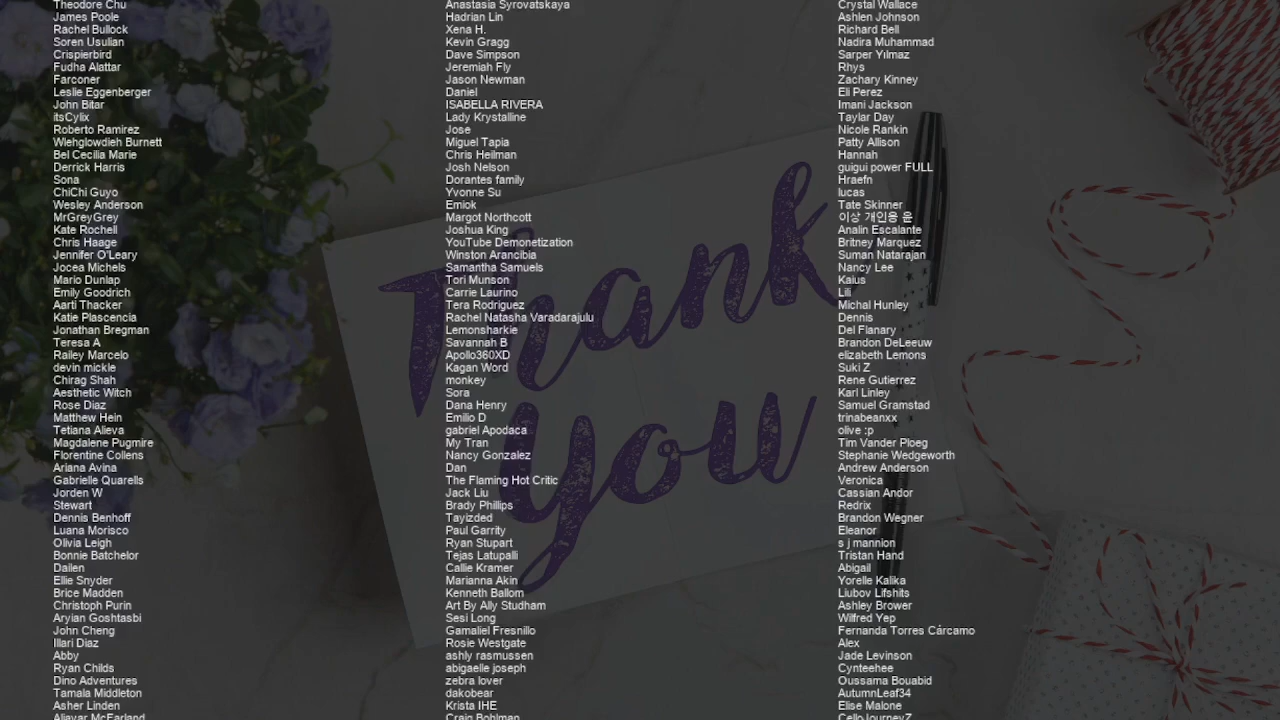 Theodore Chu
James Poole
Rachel Bullock
Soren Usulian
Crispierbird
Fudha Alattar
Farconer
Leslie Eggenberger
John Bitar
itsCylix
Roberto Ramirez
Wiehglowdieh Burnett
Bel Cecilia Marie
Derrick Harris
Sona
ChiChi Guyo
Wesley Anderson
MrGreyGrey
Kate Rochell
Chris Haage
Jennifer O'Leary
Jocea Michels
Mario Dunlap
Emily Goodrich
Aarti Thacker
Katie Plascencia
Jonathan Bregman
Teresa A
Railey Marcelo
devin mickle
Chirag Shah
Aesthetic Witch
Rose Diaz
Matthew Hein
Tetiana Alieva
Magdalene Pugmire
Florentine Collens
Ariana Avina
Gabrielle Quarells
Jorden W
Stewart
Dennis Benhoff
Luana Morisco
Olivia Leigh
Bonnie Batchelor
Dailen
Ellie Snyder
Brice Madden
Christoph Purin
Aryian Goshtasbi
John Cheng
Illari Diaz
Abby
Ryan Childs
Dino Adventures
Tamala Middleton
Asher Linden
Aliayar McFarland
Anastasia Syrovatskaya
Hadrian Lin
Xena H.
Kevin Gragg
Dave Simpson
Jeremiah Fly
Jason Newman
Daniel
ISABELLA RIVERA
Lady Krystalline
Jose
Miguel Tapia
Chris Heilman
Josh Nelson
Dorantes family
Yvonne Su
Emiok
Margot Northcott
Joshua King
YouTube Demonetization
Winston Arancibia
Samantha Samuels
Tori Munson
Carrie Laurino
Tera Rodriguez
Rachel Natasha Varadarajulu
Lemonsharkie
Savannah B
Apollo360XD
Kagan Word
monkey
Sora
Dana Henry
Emilio D
gabriel Apodaca
My Tran
Nancy Gonzalez
Dan
The Flaming Hot Critic
Jack Liu
Brady Phillips
Tayizded
Paul Garrity
Ryan Stupart
Tejas Latupalli
Callie Kramer
Marianna Akin
Kenneth Ballom
Art By Ally Studham
Sesi Long
Gamaliel Fresnillo
Rosie Westgate
ashly rasmussen
abigaelle joseph
zebra lover
dakobear
Krista IHE
Craig Bohlman
Crystal Wallace
Ashlen Johnson
Richard Bell
Nadira Muhammad
Sarper Yılmaz
Rhys
Zachary Kinney
Eli Perez
Imani Jackson
Taylar Day
Nicole Rankin
Patty Allison
Hannah
guigui power FULL
Hraefn
lucas
Tate Skinner
이상 개인용 윤
Analin Escalante
Britney Marquez
Suman Natarajan
Nancy Lee
Kaius
Lili
Michal Hunley
Dennis
Del Flanary
Brandon DeLeeuw
elizabeth Lemons
Suki Z
Rene Gutierrez
Kari Linley
Samuel Gramstad
trinabeanxx
olive :p
Tim Vander Ploeg
Stephanie Wedgeworth
Andrew Anderson
Veronica
Cassian Andor
Redrix
Brandon Wegner
Eleanor
s j mannion
Tristan Hand
Abigail
Yorelle Kalika
Liubov Lifshits
Ashley Brower
Wilfred Yep
Fernanda Torres Cárcamo
Alex
Jade Levinson
Cynteehee
Oussama Bouabid
AutumnLeaf34
Elise Malone
CelloJourneyZ
Thank
you